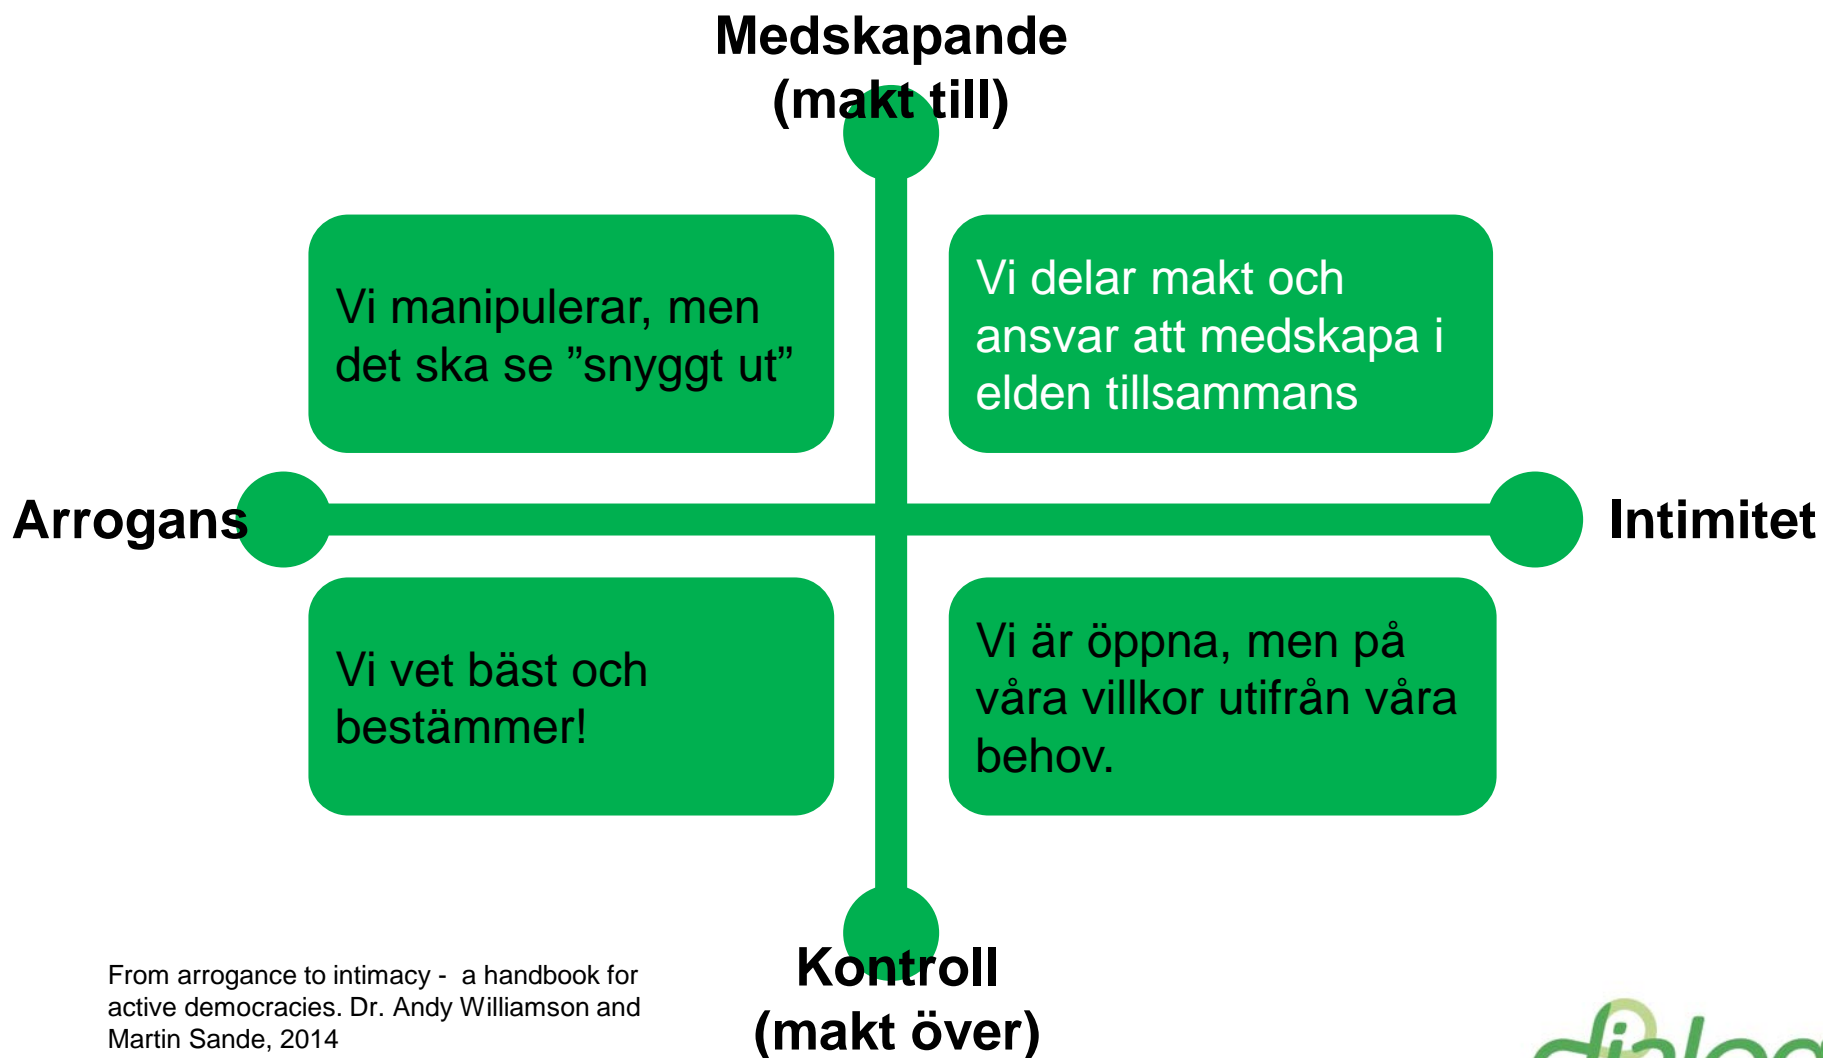 Medskapande
(makt till)
Vi manipulerar, men
det ska se ”snyggt ut”
Vi delar makt och
ansvar att medskapa i
elden tillsammans
Arrogans
Intimitet
Vi vet bäst och
bestämmer!
Vi är öppna, men på
våra villkor utifrån våra
behov.
From arrogance to intimacy -  a handbook for
active democracies. Dr. Andy Williamson and
Martin Sande, 2014
Kontroll
(makt över)